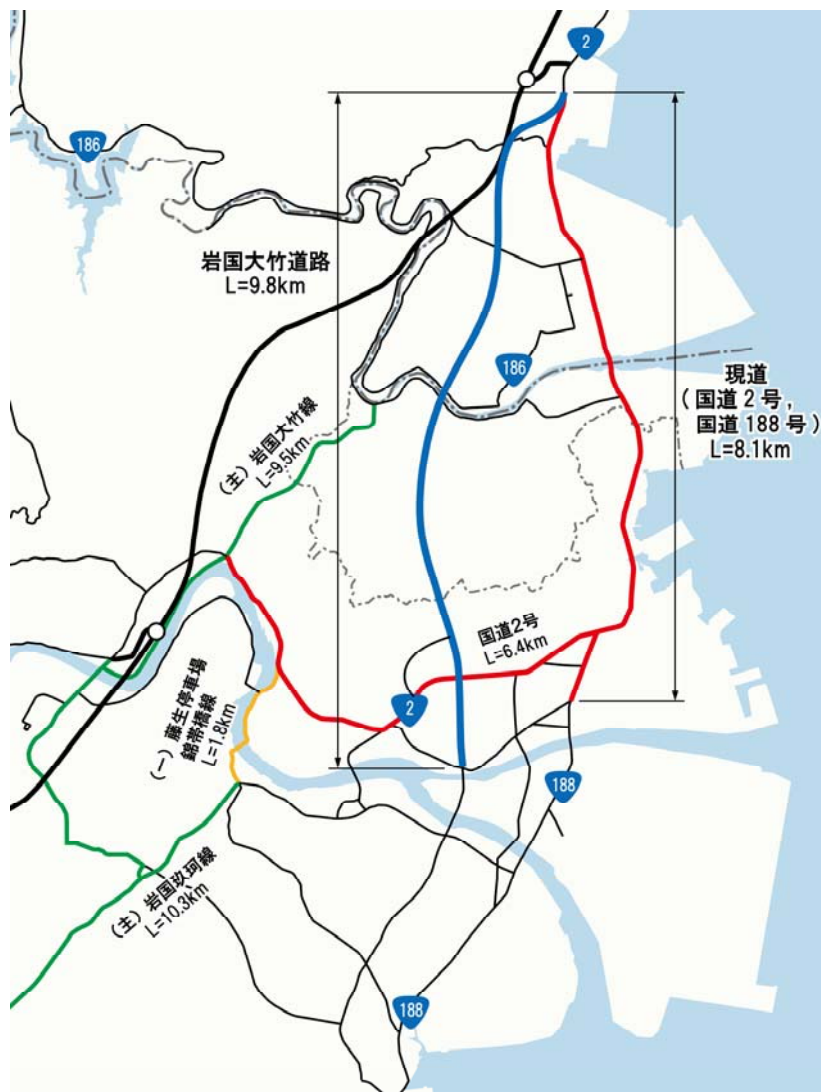 2
186
岩国大竹道路
L=9.8km
186
現道
(国道2号,
国道188号)
L=8.1km
(主)岩国大竹線
L=9.5km
国道2号
L=6.4km
2
(一)藤生停車場
錦帯橋線
L=1.8km
188
(主)岩国玖珂線
L=10.3km
188